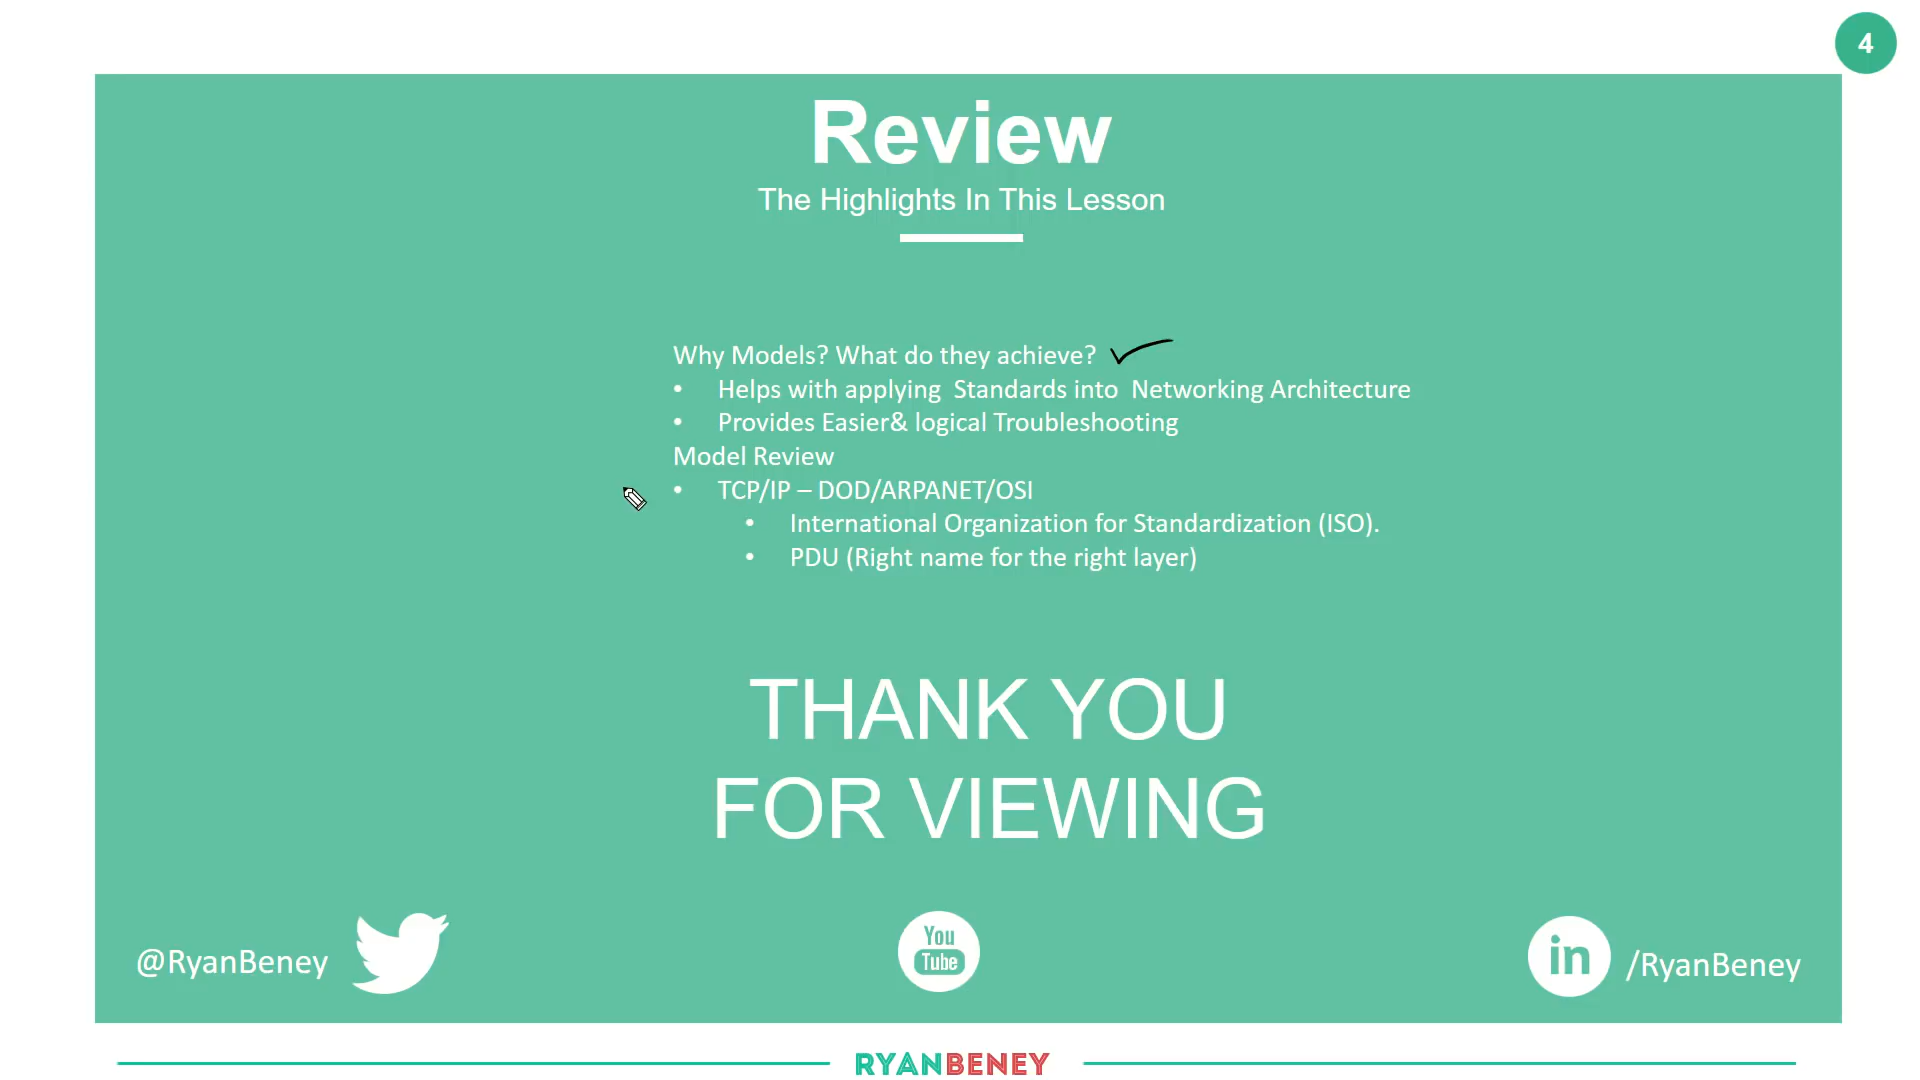 4
Review
The Highlights In This Lesson
Why Models? What do they achieve?
• Helps with applying  Standards into  Networking Architecture
• Provides Easier& logical Troubleshooting
Model Review
• TCP/IP – DOD/ARPANET/OSI
• International Organization for Standardization (ISO).
• PDU (Right name for the right layer)
THANK YOU
FOR VIEWING
@RyanBeney
You
Tube
in
/RyanBeney
RYANBENEY